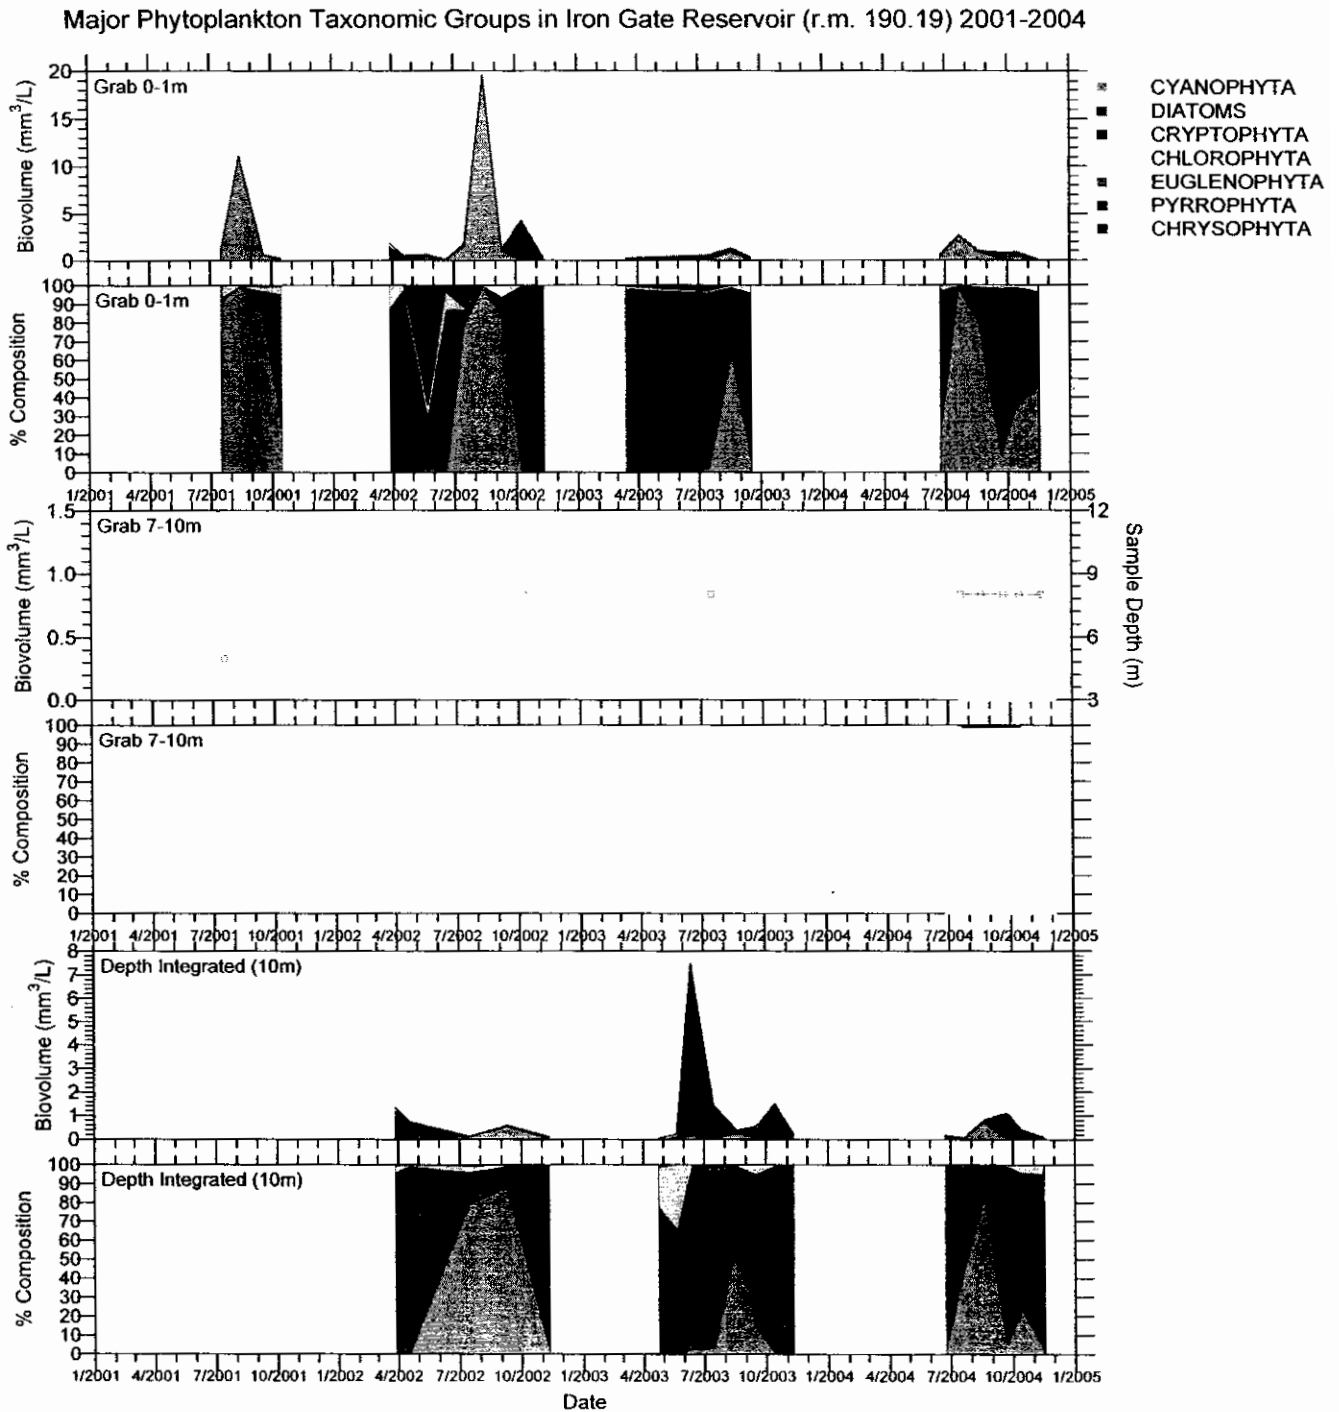 Major Phytoplankton Taxonomic Groups in Iron Gate Reservoir (r.m. 190.19) 2001-2004
Biovolume (mm³/L)
20
15
10
5
0
Grab 0-1m
CYANOPHYTA
DIATOMS
CRYPTOPHYTA
CHLOROPHYTA
EUGLENOPHYTA
PYRROPHYTA
CHRYSOPHYTA
% Composition
100
90
80
70
60
50
40
30
20
10
0
Grab 0-1m
1/2001 4/2001 7/2001 10/2001 1/2002 4/2002 7/2002 10/2002 1/2003 4/2003 7/2003 10/2003 1/2004 4/2004 7/2004 10/2004 1/2005
Biovolume (mm³/L)
1.5
1.0
0.5
0.0
Grab 7-10m
12
9
6
3
Sample Depth (m)
% Composition
100
90
80
70
60
50
40
30
20
10
0
Grab 7-10m
1/2001 4/2001 7/2001 10/2001 1/2002 4/2002 7/2002 10/2002 1/2003 4/2003 7/2003 10/2003 1/2004 4/2004 7/2004 10/2004 1/2005
Biovolume (mm³/L)
8
7
6
5
4
3
2
1
0
Depth Integrated (10m)
% Composition
100
90
80
70
60
50
40
30
20
10
0
Depth Integrated (10m)
1/2001 4/2001 7/2001 10/2001 1/2002 4/2002 7/2002 10/2002 1/2003 4/2003 7/2003 10/2003 1/2004 4/2004 7/2004 10/2004 1/2005
Date